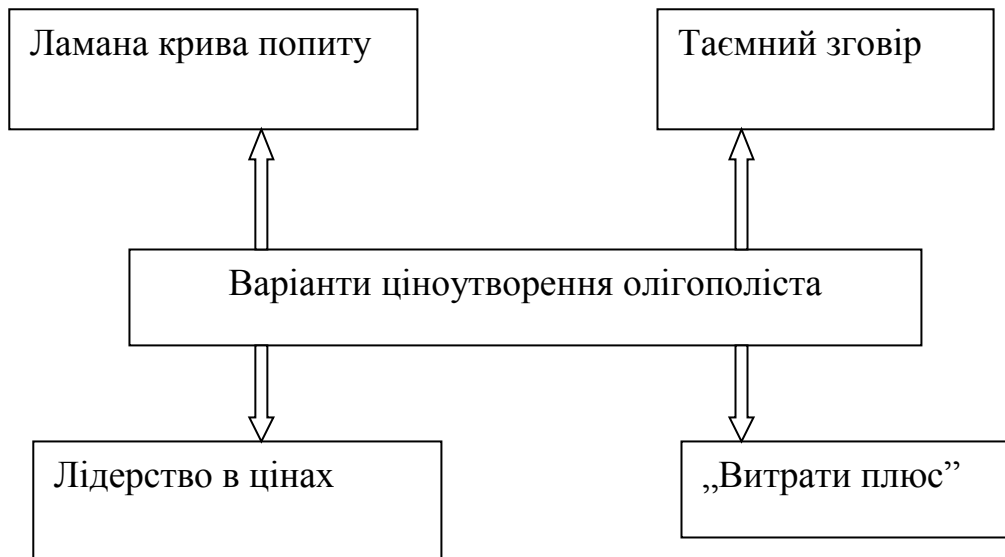 Ламана крива попиту
Таємний зговір
Варіанти ціноутворення олігополіста
Лідерство в цінах
„Витрати плюс”